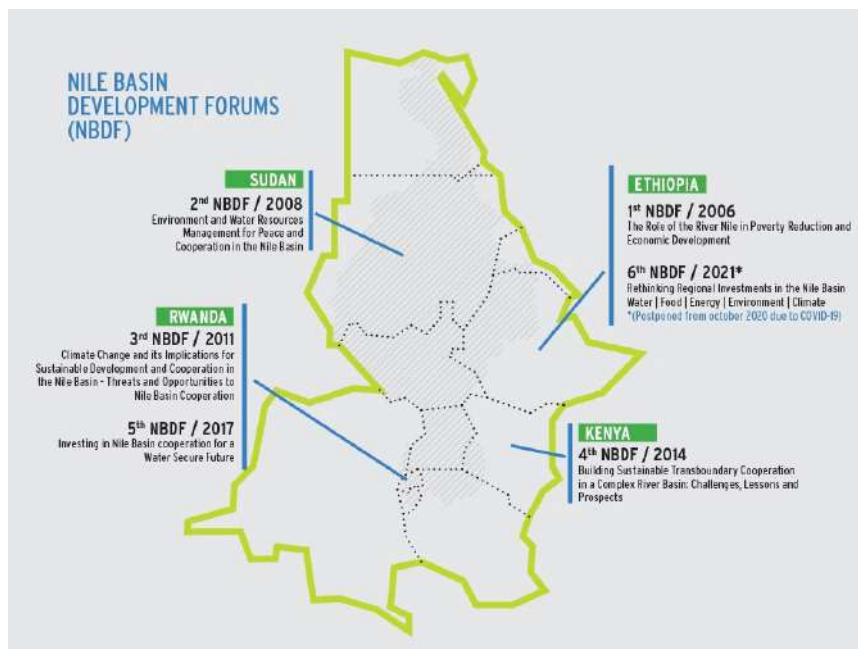 NILE BASIN
DEVELOPMENT FORUMS
(NBDF)
SUDAN
2nd NBDF / 2008
Environment and Water Resources
Management for Peace and
Cooperation in the Nile Basin
RWANDA
3rd NBDF / 2011
Climate Change and its Implications for
Sustainable Development and Cooperation in
the Nile Basin - Threats and Opportunities to
Nile Basin Cooperation
5th NBDF / 2017
Investing in Nile Basin cooperation for a
Water Secure Future
ETHIOPIA
1st NBDF / 2006
The Role of the River Nile in Poverty Reduction and
Economic Development
6th NBDF / 2021*
Rethinking Regional Investments in the Nile Basin
Water | Food | Energy | Environment | Climate
*(Postponed from october 2020 due to COVID-19)
KENYA
4th NBDF / 2014
Building Sustainable Transboundary Cooperation
in a Complex River Basin: Challenges, Lessons and
Prospects